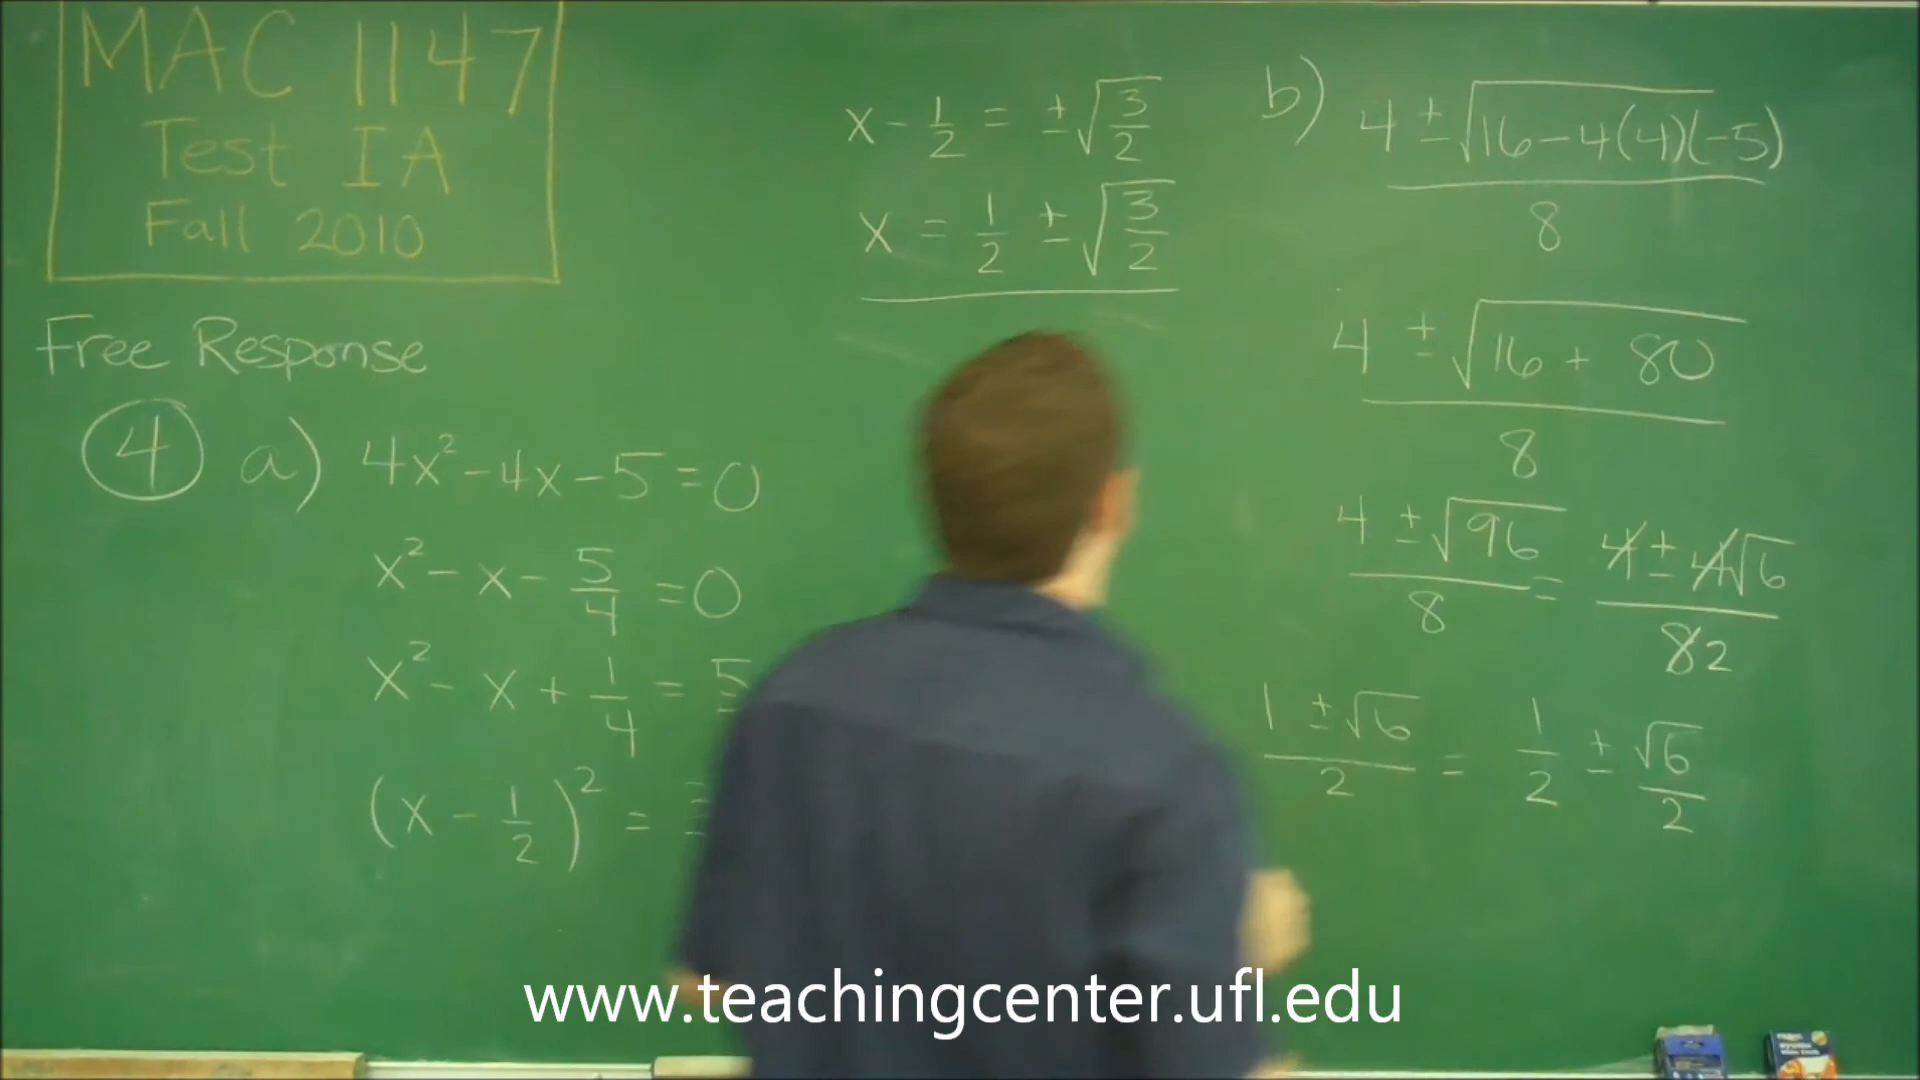 MAC 1147
Test IA
Fall 2010
Free Response
4 a) 4x² - 4x - 5 = 0
x² - x - 5/4 = 0
x² - x + 1/4 = 5
(x - 1/2)² =
x - 1/2 = ±√(3/2)
x = 1/2 ± √(3/2)
b) (4 ± √(16 - 4(4)(-5)))/8
(4 ± √(16 + 80))/8
(4 ± √96)/8 = (4 ± 4√6)/8 2
(1 ± √6)/2 = 1/2 ± √6/2
www.teachingcenter.ufl.edu